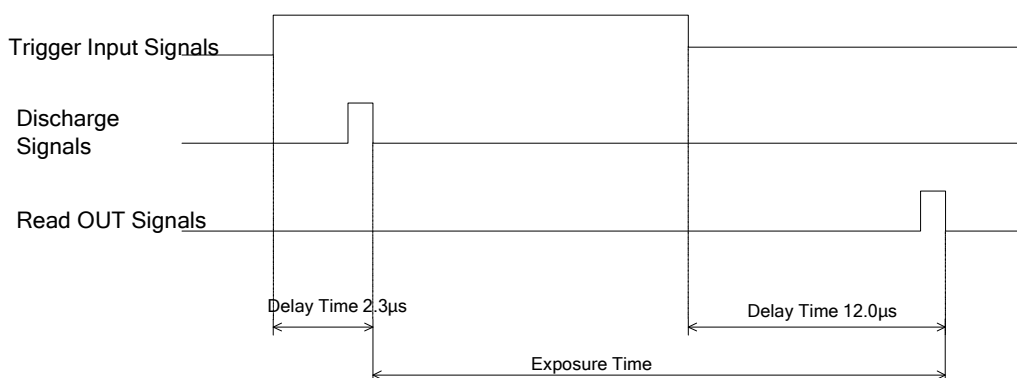 Trigger Input Signals
Discharge
Signals
Read OUT Signals
Delay Time 2.3µs
Delay Time 12.0µs
Exposure Time